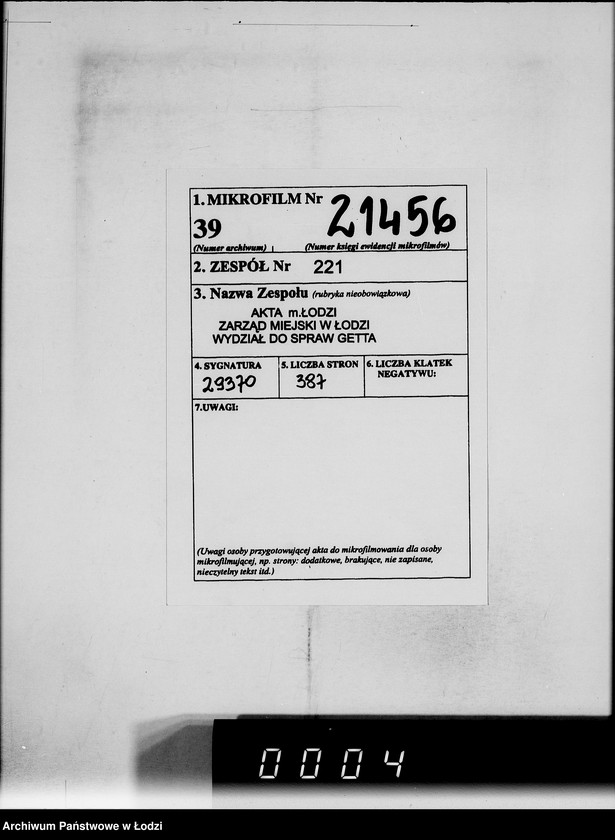 1. MIKROFILM Nr 21456
39
(Numer archiwum) (Numer księgi ewidencji mikrofilmów)
2. ZESPÓŁ Nr 221
3. Nazwa Zespołu (rubryka nieobowiązkowa)
AKTA m.ŁODZI
ZARZĄD MIEJSKI W ŁODZI
WYDZIAŁ DO SPRAW GETTA
4. SYGNATURA 5. LICZBA STRON 6. LICZBA KLATEK
NEGATYWU:
29370 387
7.UWAGI:
(Uwagi osoby przygotowującej akta do mikrofilmowania dla osoby
mikrofilmującej, np. strony: dodatkowe, brakujące, nie zapisane,
nieczytelny tekst itd.)
0004
Archiwum Państwowe w Łodzi